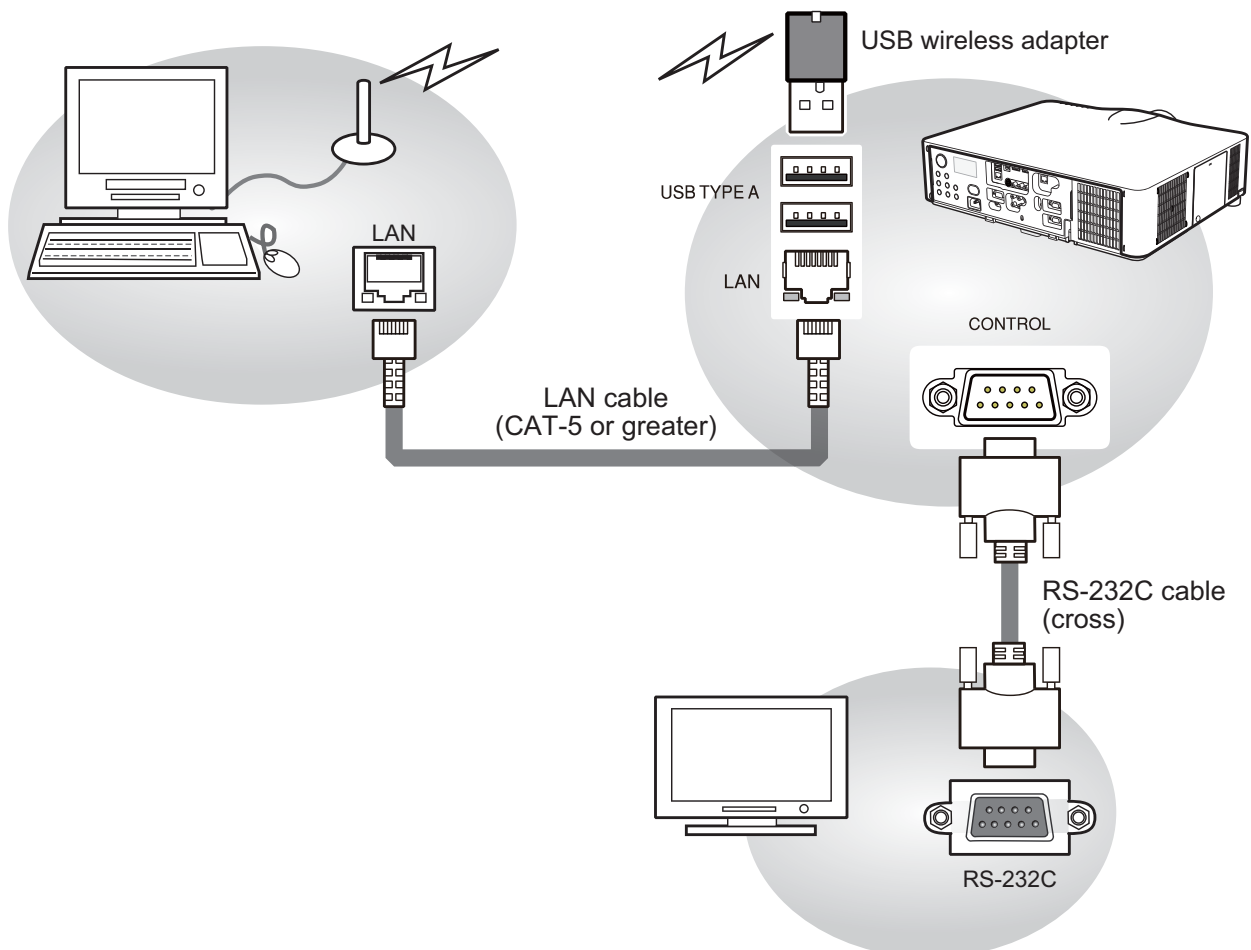 USB wireless adapter
USB TYPE A
LAN
LAN
CONTROL
LAN cable
(CAT-5 or greater)
RS-232C cable
(cross)
RS-232C